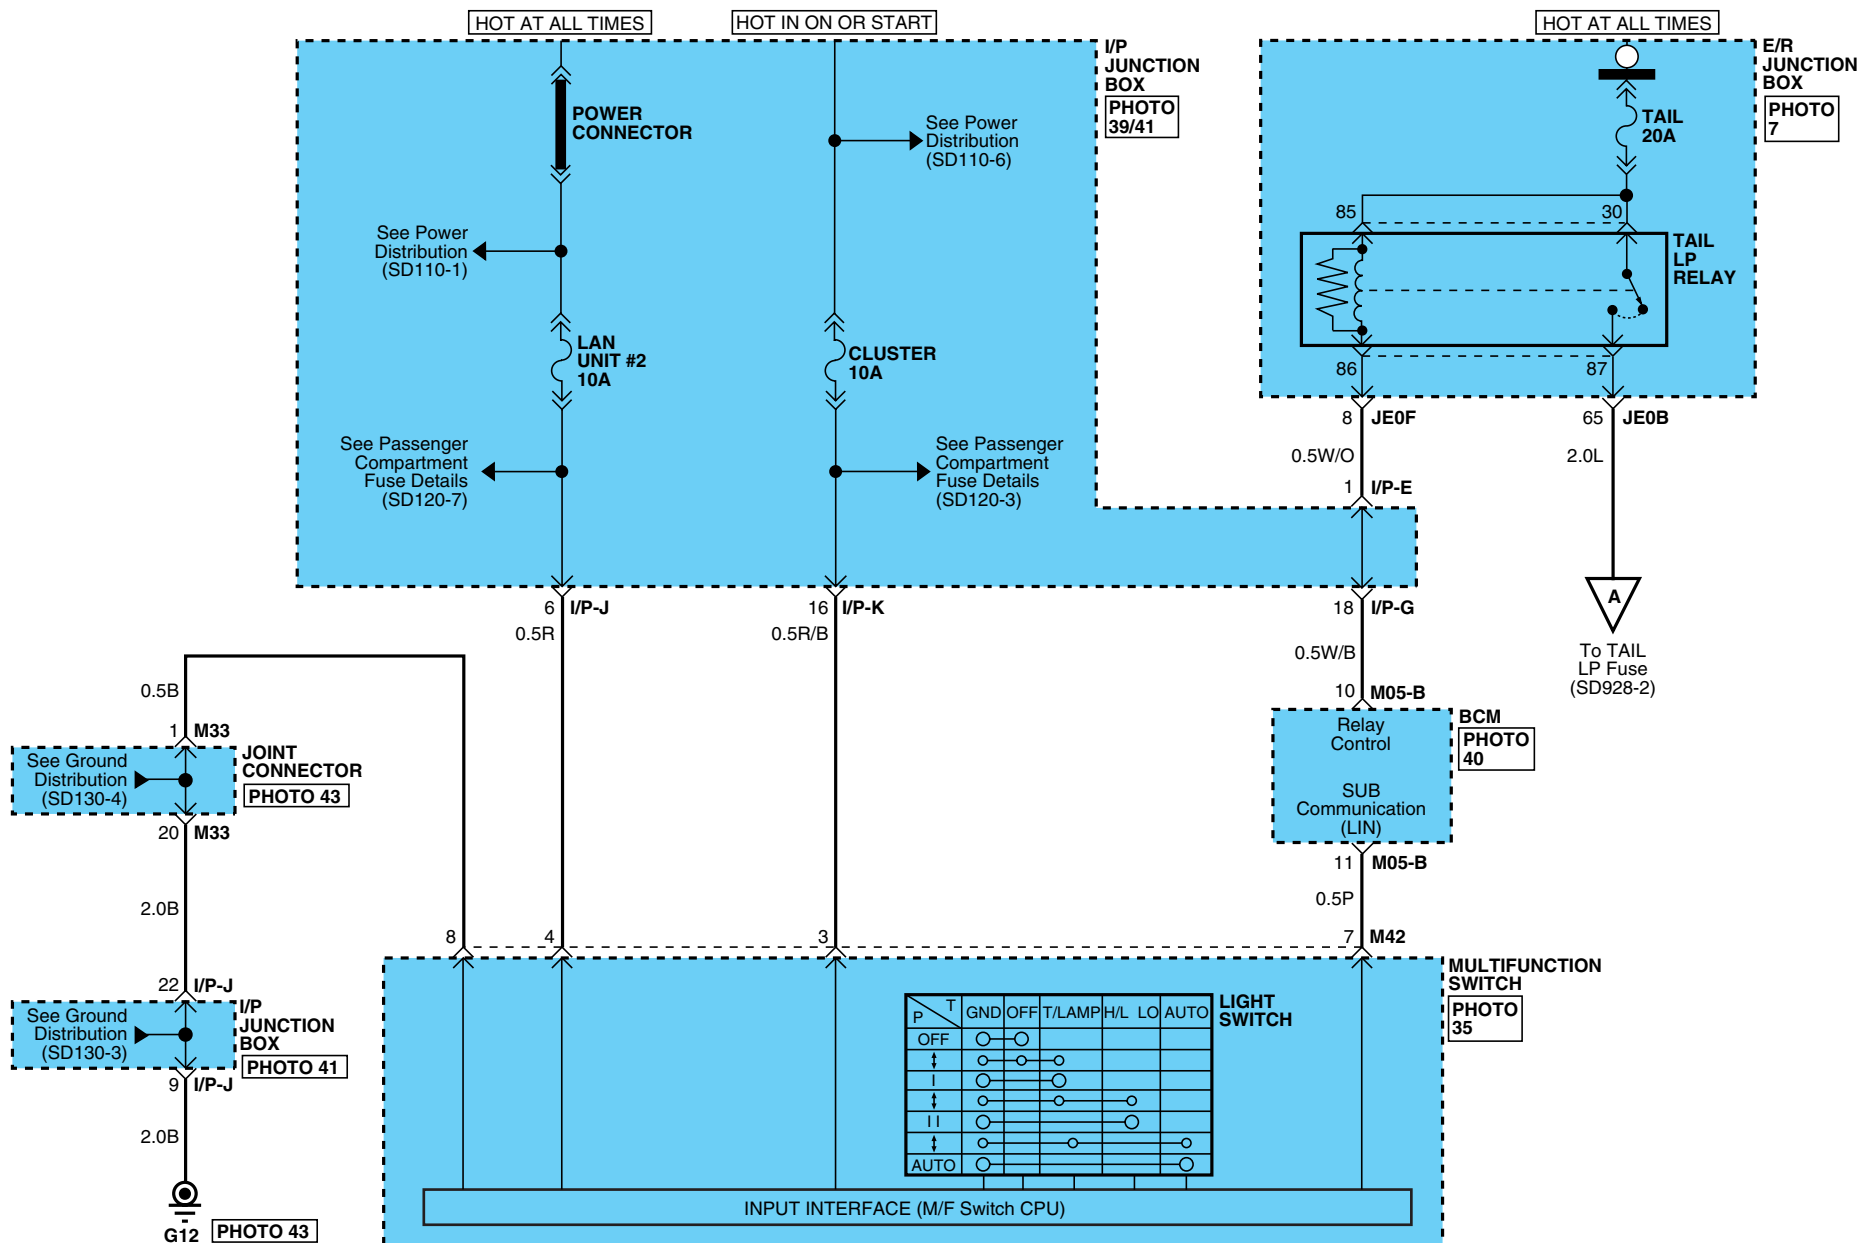 HOT AT ALL TIMES
HOT IN ON OR START
HOT AT ALL TIMES
I/P
JUNCTION
BOX
PHOTO
39/41
E/R
JUNCTION
BOX
PHOTO
7
POWER
CONNECTOR
See Power
Distribution
(SD110-6)
TAIL
20A
See Power
Distribution
(SD110-1)
85
30
TAIL
LP
RELAY
LAN
UNIT #2
10A
CLUSTER
10A
86
87
8 JE0F
65 JE0B
See Passenger
Compartment
Fuse Details
(SD120-7)
See Passenger
Compartment
Fuse Details
(SD120-3)
0.5W/O
2.0L
1 I/P-E
A
To TAIL
LP Fuse
(SD928-2)
6 I/P-J
16 I/P-K
18 I/P-G
0.5R
0.5R/B
0.5W/B
10 M05-B
0.5B
1 M33
See Ground
Distribution
(SD130-4)
JOINT
CONNECTOR
PHOTO 43
20 M33
Relay
Control
SUB
Communication
(LIN)
BCM
PHOTO
40
11 M05-B
0.5P
2.0B
8
4
3
7 M42
22 I/P-J
See Ground
Distribution
(SD130-3)
I/P
JUNCTION
BOX
PHOTO 41
9 I/P-J
2.0B
G12
PHOTO 43
MULTIFUNCTION
SWITCH
PHOTO
35
LIGHT
SWITCH
P T GND OFF T/LAMP H/L LO AUTO
OFF
I
I I
AUTO
INPUT INTERFACE (M/F Switch CPU)